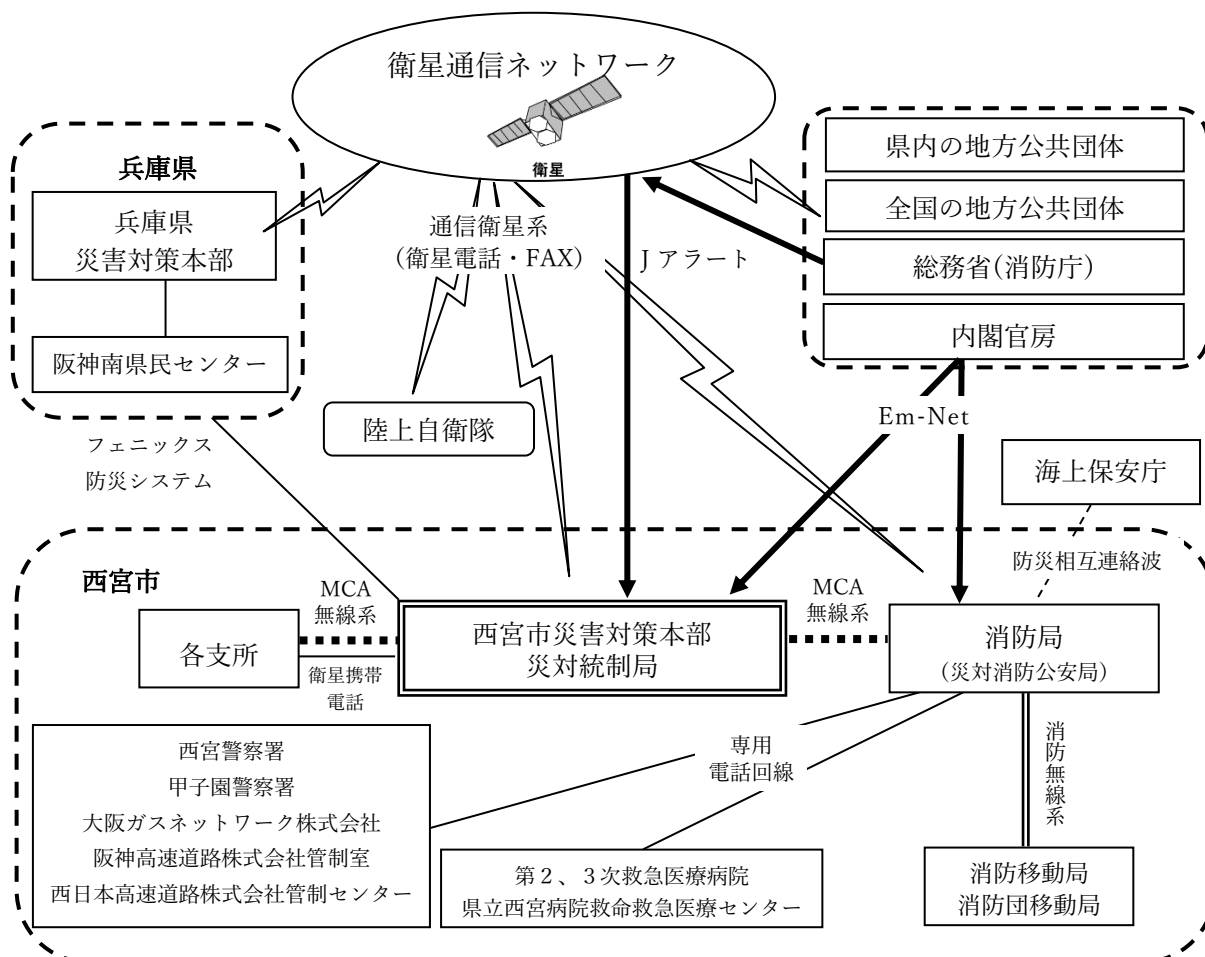 衛星通信ネットワーク
衛星
兵庫県
兵庫県
災害対策本部
阪神南県民センター
通信衛星系
(衛星電話・FAX)
Jアラート
県内の地方公共団体
全国の地方公共団体
総務省(消防庁)
内閣官房
陸上自衛隊
Em-Net
フェニックス
防災システム
海上保安庁
防災相互連絡波
西宮市
MCA
無線系
各支所
衛星携帯
電話
西宮市災害対策本部
災対統制局
MCA
無線系
消防局
(災対消防公安局)
西宮警察署
甲子園警察署
大阪ガスネットワーク株式会社
阪神高速道路株式会社管制室
西日本高速道路株式会社管制センター
専用
電話回線
消防無線系
第２、３次救急医療病院
県立西宮病院救命救急医療センター
消防移動局
消防団移動局